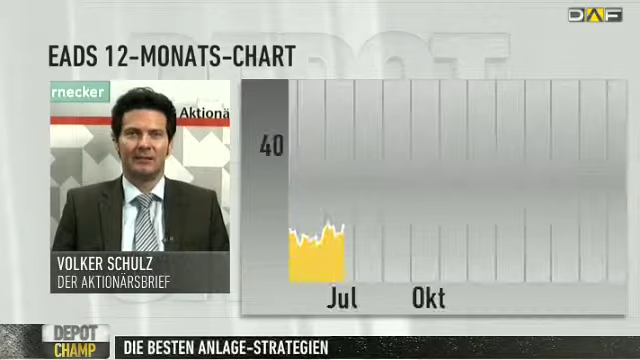 DAF
EADS 12-MONATS-CHART
rnecker
Aktionä
40
VOLKER SCHULZ
DER AKTIONÄRSBRIEF
Jul Okt
DEPOT
CHAMP
DIE BESTEN ANLAGE-STRATEGIEN